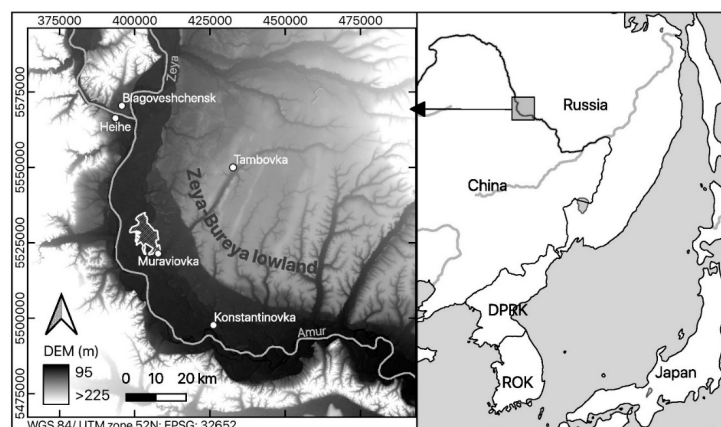 375000 400000 425000 450000 475000
5575000
5550000
5525000
5500000
5475000
Zeya
Blagoveshchensk
Heihe
Tambovka
Zeya-Bureya lowland
Muraviovka
Konstantinovka
Amur
DEM (m)
95
>225
0 10 20 km
WGS 84/ UTM zone 52N; EPSG: 32652
Russia
China
DPRK
ROK
Japan